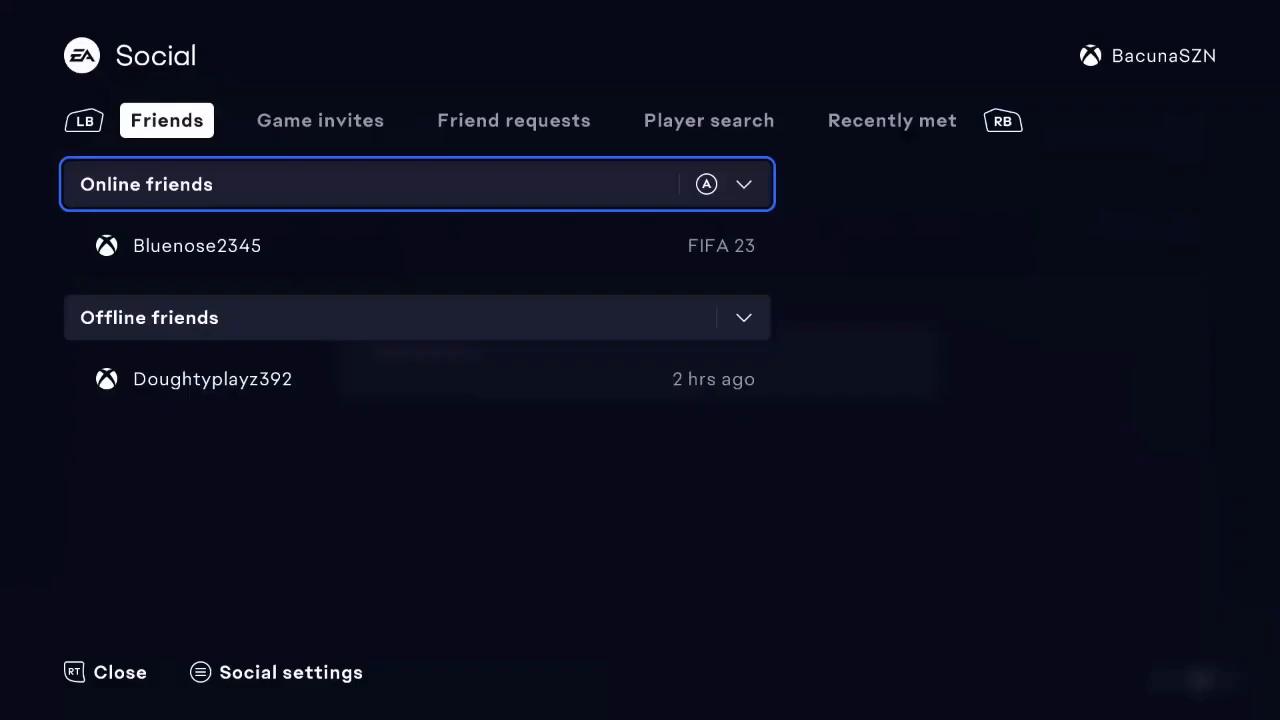 EA Social
BacunaSZN
LB Friends Game invites Friend requests Player search Recently met RB
Online friends A
Bluenose2345 FIFA 23
Offline friends
Doughtyplayz392 2 hrs ago
RT Close Social settings